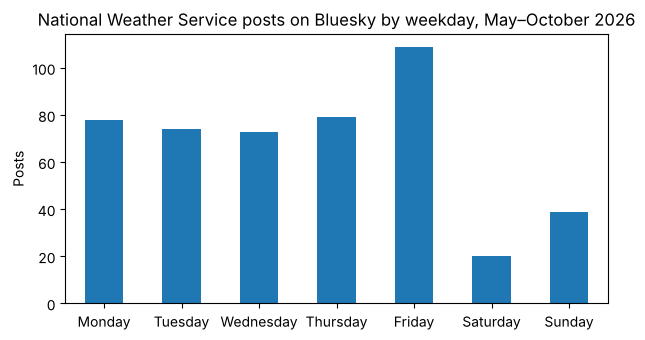 National Weather Service posts on Bluesky by weekday, May–October 2026
Posts
100
80
60
40
20
0
Monday Tuesday Wednesday Thursday Friday Saturday Sunday